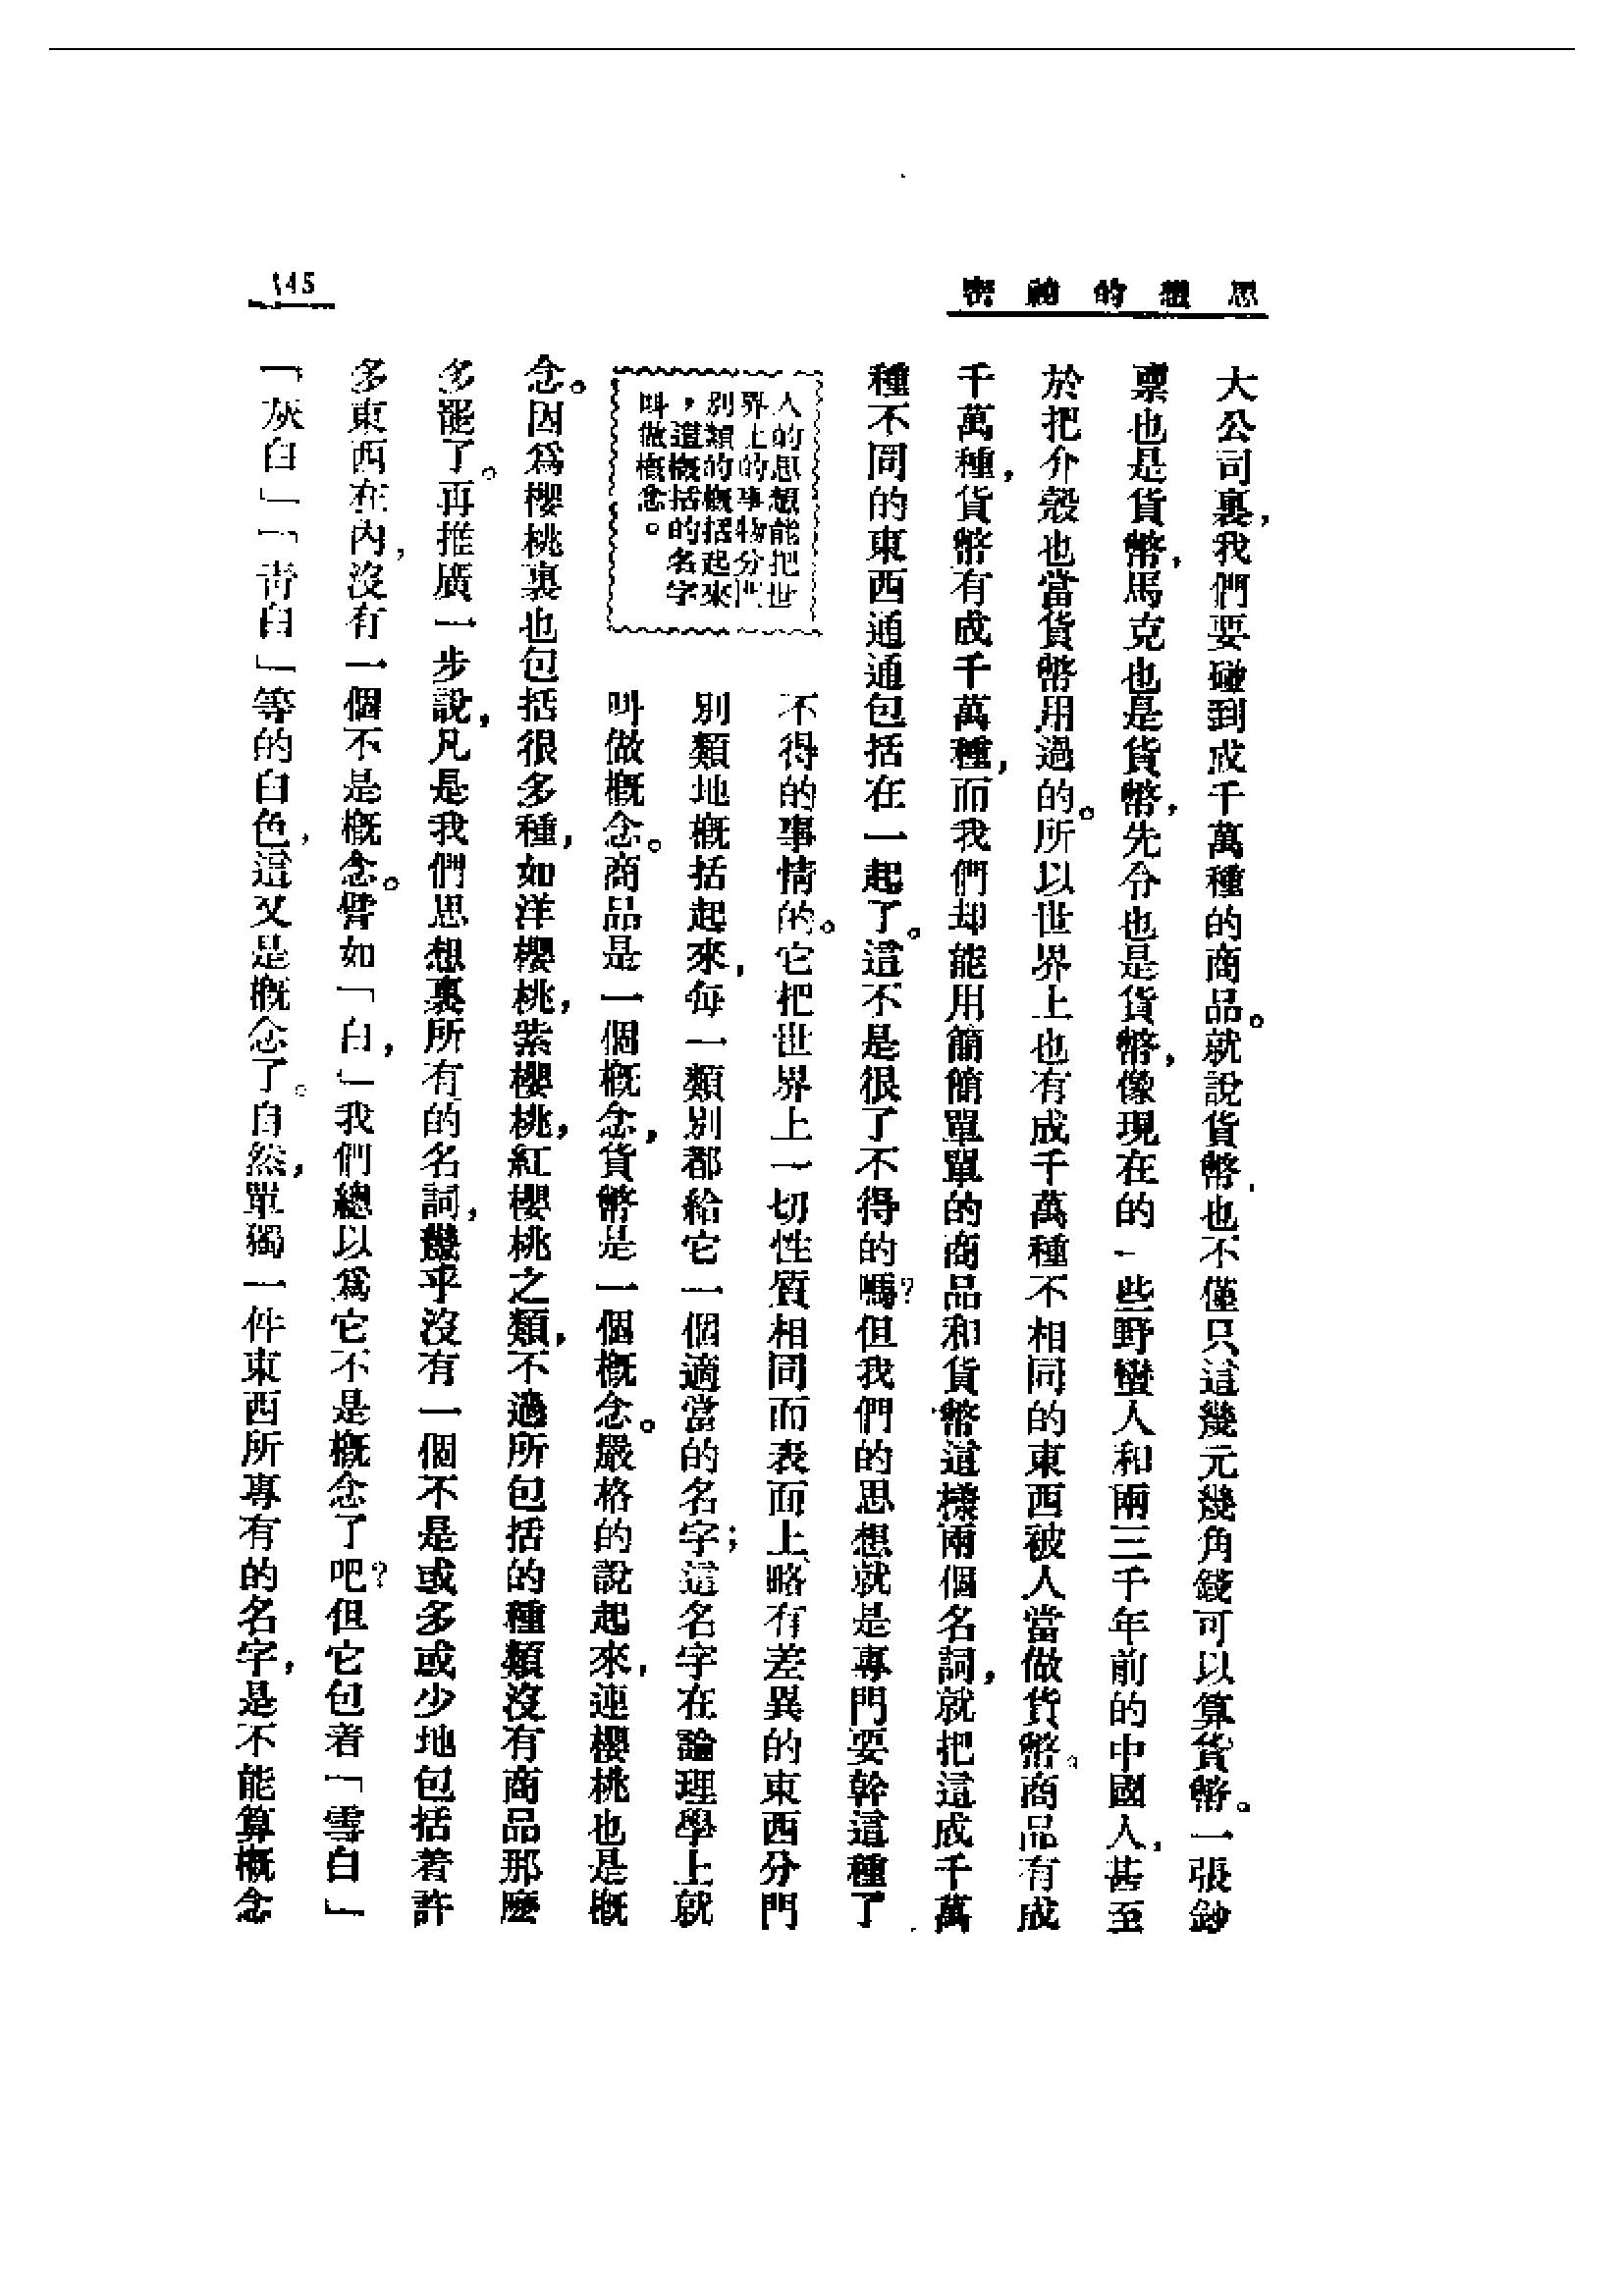 思想的神密
145
大公司裏，我們要碰到成千萬種的商品。就說貨幣，也不僅只這幾元幾角錢可以算貨幣。一張鈔
票也是貨幣，馬克也是貨幣，先令也是貨幣，像現在的一些野蠻人和兩三千年前的中國人，甚至
於把介殼也當貨幣用過的。所以世界上也有成千萬種不相同的東西被人當做貨幣。商品有成
千萬種，貨幣有成千萬種，而我們却能用簡簡單單的商品和貨幣這樣兩個名詞，就把這成千萬
種不同的東西通通包括在一起了。這不是很了不得的嗎？但我們的思想就是專門要幹這種了
不得的事情的。它把世界上一切性質相同而表面上略有差異的東西分門
別類地概括起來，每一類別都給它一個適當的名字；這名字在論理學上就
叫做概念。商品是一個概念，貨幣是一個概念。嚴格的說起來，連櫻桃也是概
人的思想能把世
界上的事物分門
別類的概括起來
，這概括的名字
叫做概念。
念。因爲櫻桃裏也包括很多種，如洋櫻桃，紫櫻桃，紅櫻桃之類，不過所包括的種類沒有商品那麼
多罷了。再推廣一步說，凡是我們思想裏所有的名詞，幾乎沒有一個不是或多或少地包括着許
多東西在內，沒有一個不是概念。譬如「白，」我們總以爲它不是概念了吧？但它包着「雪白」
「灰白」「青白」等的白色，這又是概念了。自然，單獨一件東西所專有的名字，是不能算概念